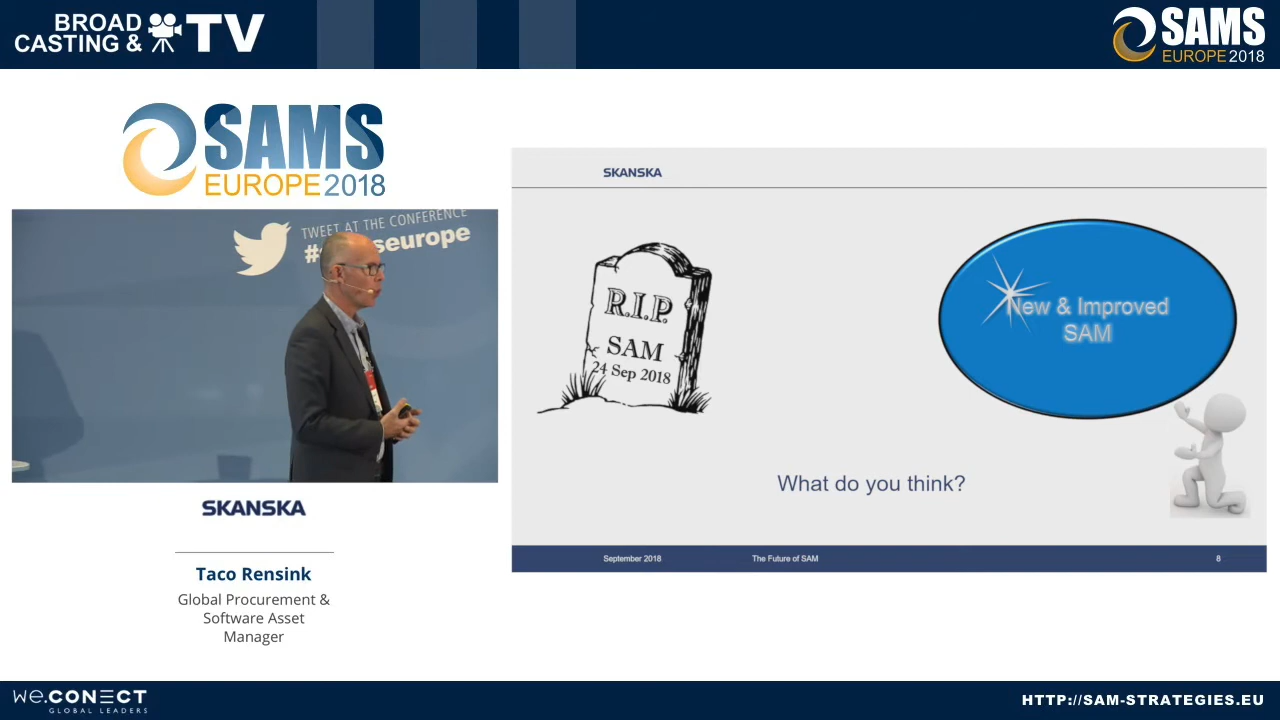 BROAD
CASTING & TV
SAMS
EUROPE 2018
SAMS
EUROPE 2018
TWEET AT THE CONFERENCE
seurope
SKANSKA
Taco Rensink
Global Procurement &
Software Asset
Manager
SKANSKA
R.I.P.
SAM
24 Sep 2018
New & Improved
SAM
What do you think?
September 2018
The Future of SAM
8
we.CONECT
GLOBAL LEADERS
HTTP://SAM-STRATEGIES.EU